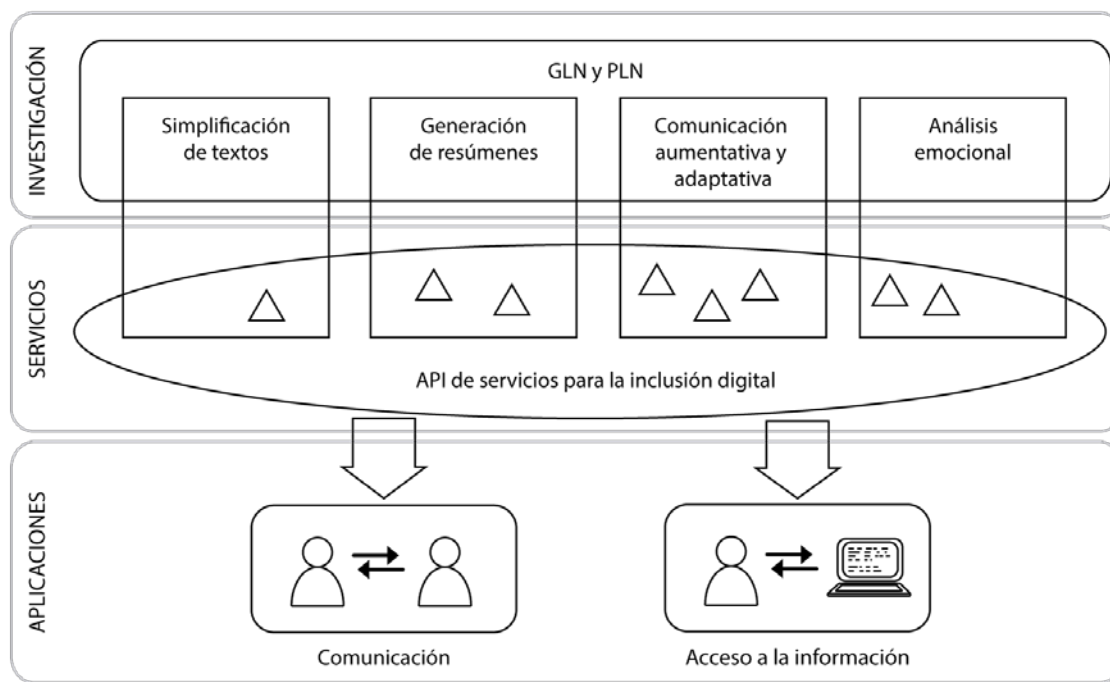 INVESTIGACIÓN
GLN y PLN
Simplificación
de textos
Generación
de resúmenes
Comunicación
aumentativa y
adaptativa
Análisis
emocional
SERVICIOS
API de servicios para la inclusión digital
APLICACIONES
Comunicación
Acceso a la información